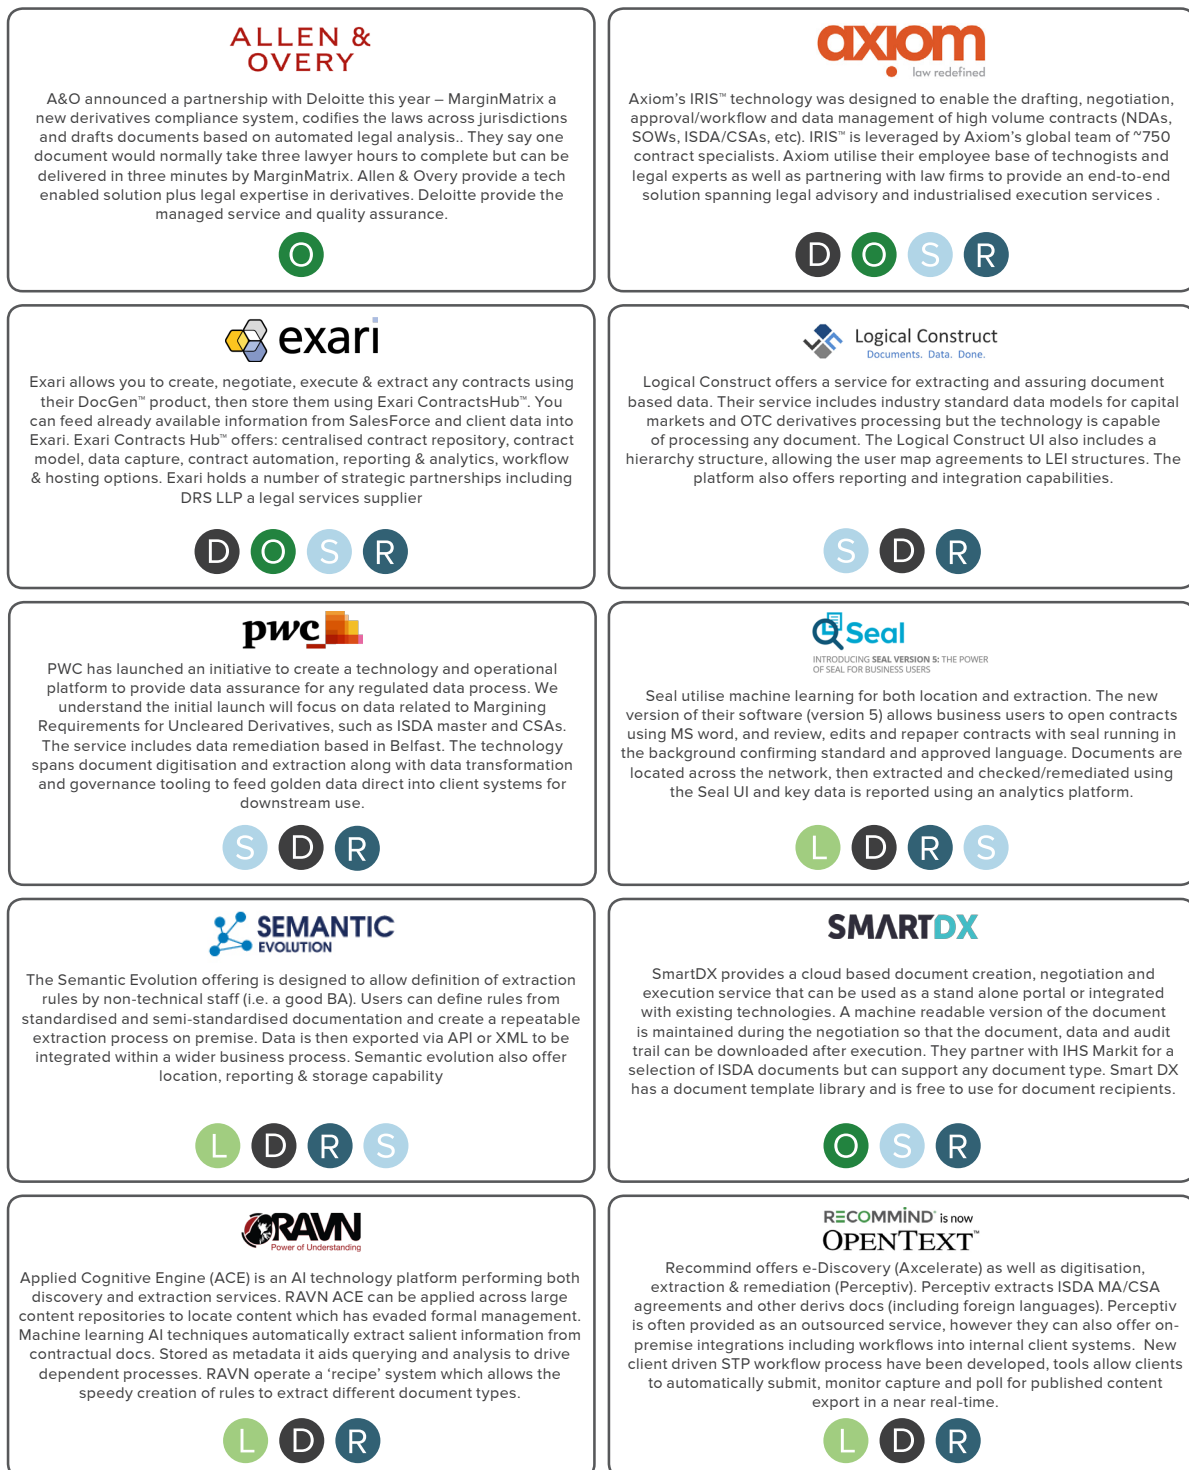 ALLEN &
OVERY
A&O announced a partnership with Deloitte this year – MarginMatrix a
new derivatives compliance system, codifies the laws across jurisdictions
and drafts documents based on automated legal analysis.. They say one
document would normally take three lawyer hours to complete but can be
delivered in three minutes by MarginMatrix. Allen & Overy provide a tech
enabled solution plus legal expertise in derivatives. Deloitte provide the
managed service and quality assurance.
O
axiom
law redefined
Axiom's IRIS™ technology was designed to enable the drafting, negotiation,
approval/workflow and data management of high volume contracts (NDAs,
SOWs, ISDA/CSAs, etc). IRIS™ is leveraged by Axiom's global team of ~750
contract specialists. Axiom utilise their employee base of technogists and
legal experts as well as partnering with law firms to provide an end-to-end
solution spanning legal advisory and industrialised execution services .
D O S R
exari
Exari allows you to create, negotiate, execute & extract any contracts using
their DocGen™ product, then store them using Exari ContractsHub™. You
can feed already available information from SalesForce and client data into
Exari. Exari Contracts Hub™ offers: centralised contract repository, contract
model, data capture, contract automation, reporting & analytics, workflow
& hosting options. Exari holds a number of strategic partnerships including
DRS LLP a legal services supplier
D O S R
Logical Construct
Documents. Data. Done.
Logical Construct offers a service for extracting and assuring document
based data. Their service includes industry standard data models for capital
markets and OTC derivatives processing but the technology is capable
of processing any document. The Logical Construct UI also includes a
hierarchy structure, allowing the user map agreements to LEI structures. The
platform also offers reporting and integration capabilities.
S D R
pwc
PWC has launched an initiative to create a technology and operational
platform to provide data assurance for any regulated data process. We
understand the initial launch will focus on data related to Margining
Requirements for Uncleared Derivatives, such as ISDA master and CSAs.
The service includes data remediation based in Belfast. The technology
spans document digitisation and extraction along with data transformation
and governance tooling to feed golden data direct into client systems for
downstream use.
S D R
Seal
INTRODUCING SEAL VERSION 5: THE POWER
OF SEAL FOR BUSINESS USERS
Seal utilise machine learning for both location and extraction. The new
version of their software (version 5) allows business users to open contracts
using MS word, and review, edits and repaper contracts with seal running in
the background confirming standard and approved language. Documents are
located across the network, then extracted and checked/remediated using
the Seal UI and key data is reported using an analytics platform.
L D R S
SEMANTIC
EVOLUTION
The Semantic Evolution offering is designed to allow definition of extraction
rules by non-technical staff (i.e. a good BA). Users can define rules from
standardised and semi-standardised documentation and create a repeatable
extraction process on premise. Data is then exported via API or XML to be
integrated within a wider business process. Semantic evolution also offer
location, reporting & storage capability
L D R S
SMARTDX
SmartDX provides a cloud based document creation, negotiation and
execution service that can be used as a stand alone portal or integrated
with existing technologies. A machine readable version of the document
is maintained during the negotiation so that the document, data and audit
trail can be downloaded after execution. They partner with IHS Markit for a
selection of ISDA documents but can support any document type. Smart DX
has a document template library and is free to use for document recipients.
O S R
RAVN
Power of Understanding
Applied Cognitive Engine (ACE) is an AI technology platform performing both
discovery and extraction services. RAVN ACE can be applied across large
content repositories to locate content which has evaded formal management.
Machine learning AI techniques automatically extract salient information from
contractual docs. Stored as metadata it aids querying and analysis to drive
dependent processes. RAVN operate a 'recipe' system which allows the
speedy creation of rules to extract different document types.
L D R
RECOMMIND is now
OPENTEXT™
Recommind offers e-Discovery (Axcelerate) as well as digitisation,
extraction & remediation (Perceptiv). Perceptiv extracts ISDA MA/CSA
agreements and other derivs docs (including foreign languages). Perceptiv
is often provided as an outsourced service, however they can also offer on-
premise integrations including workflows into internal client systems. New
client driven STP workflow process have been developed, tools allow clients
to automatically submit, monitor capture and poll for published content
export in a near real-time.
L D R